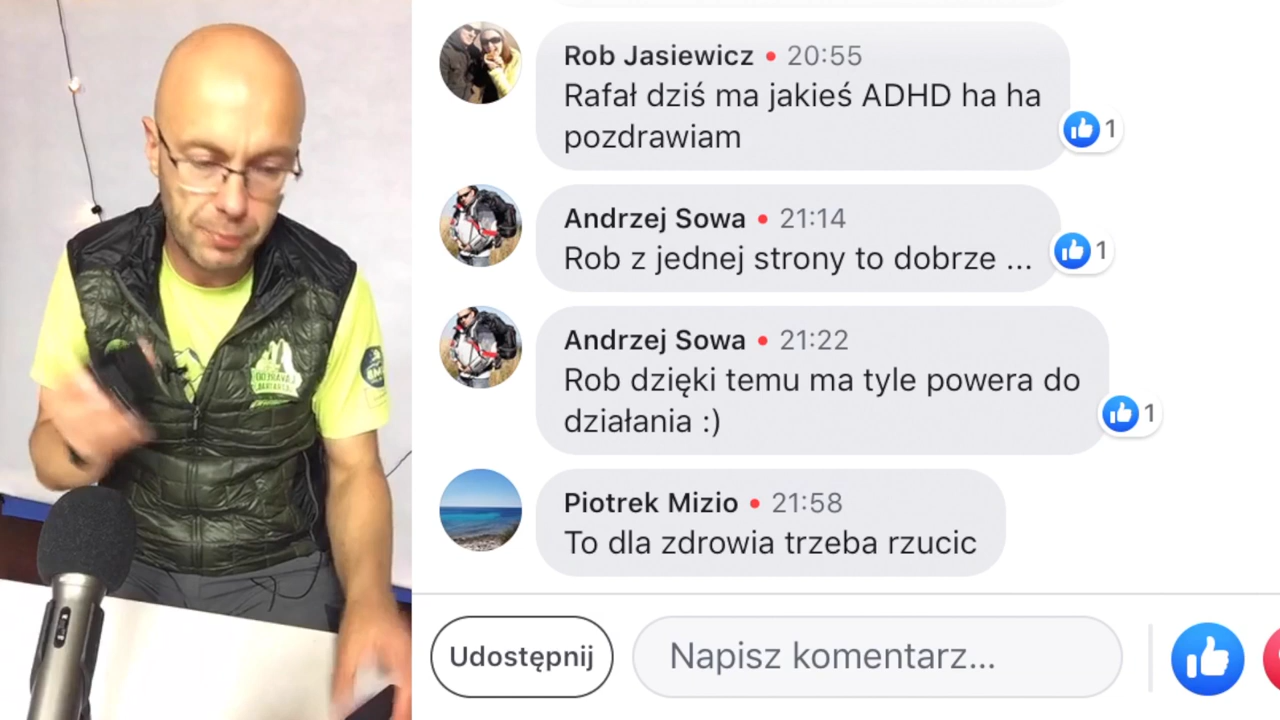 Rob Jasiewicz • 20:55
Rafał dziś ma jakieś ADHD ha ha
pozdrawiam
1
Andrzej Sowa • 21:14
Rob z jednej strony to dobrze ...
1
Andrzej Sowa • 21:22
Rob dzięki temu ma tyle powera do
działania :)
1
Piotrek Mizio • 21:58
To dla zdrowia trzeba rzucic
Udostępnij
Napisz komentarz...